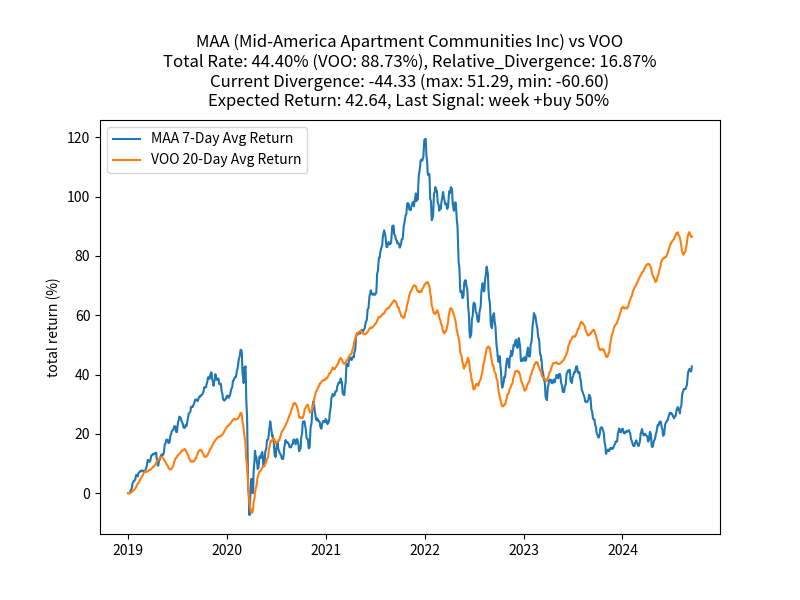 MAA (Mid-America Apartment Communities Inc) vs VOO
Total Rate: 44.40% (VOO: 88.73%), Relative_Divergence: 16.87%
Current Divergence: -44.33 (max: 51.29, min: -60.60)
Expected Return: 42.64, Last Signal: week +buy 50%
MAA 7-Day Avg Return
VOO 20-Day Avg Return
total return (%)
120
100
80
60
40
20
0
2019 2020 2021 2022 2023 2024